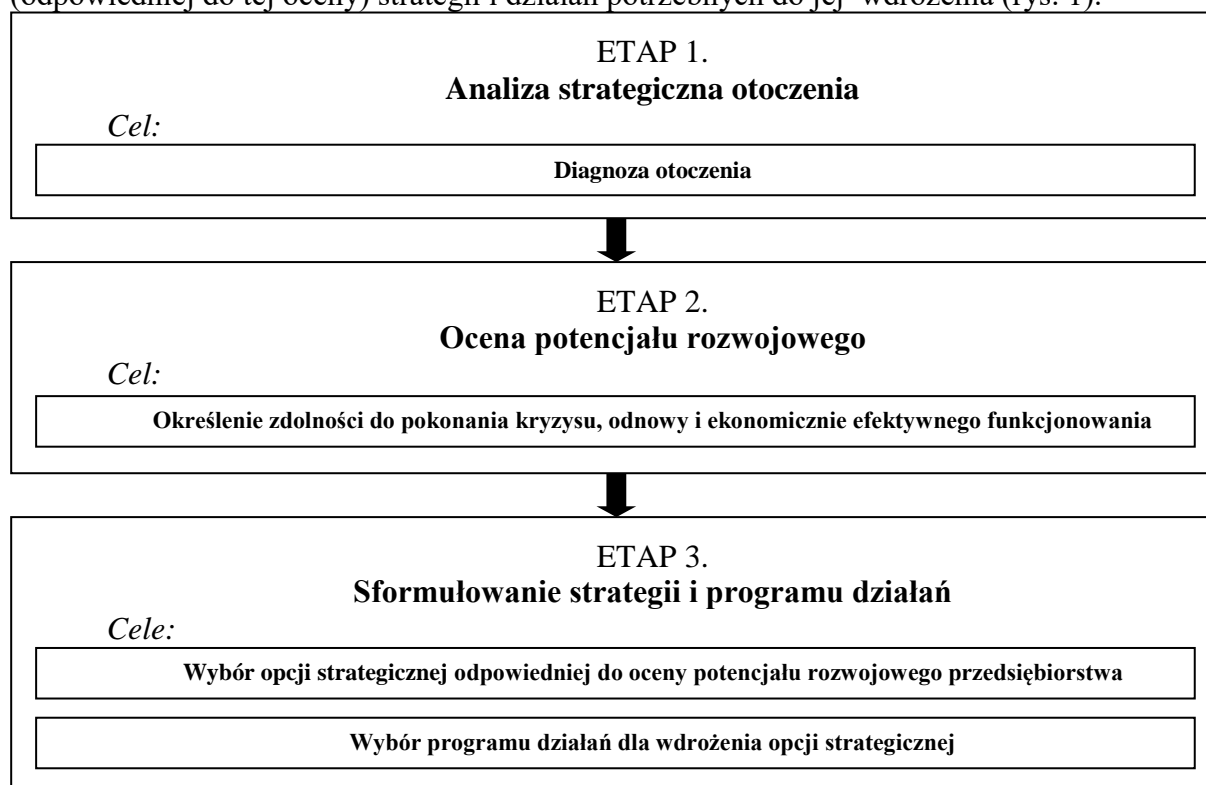 (odpowiedniej do tej oceny) strategii i działań potrzebnych do jej wdrożenia (rys. 1).
ETAP 1.
Analiza strategiczna otoczenia
Cel:
Diagnoza otoczenia
ETAP 2.
Ocena potencjału rozwojowego
Cel:
Określenie zdolności do pokonania kryzysu, odnowy i ekonomicznie efektywnego funkcjonowania
ETAP 3.
Sformułowanie strategii i programu działań
Cele:
Wybór opcji strategicznej odpowiedniej do oceny potencjału rozwojowego przedsiębiorstwa
Wybór programu działań dla wdrożenia opcji strategicznej